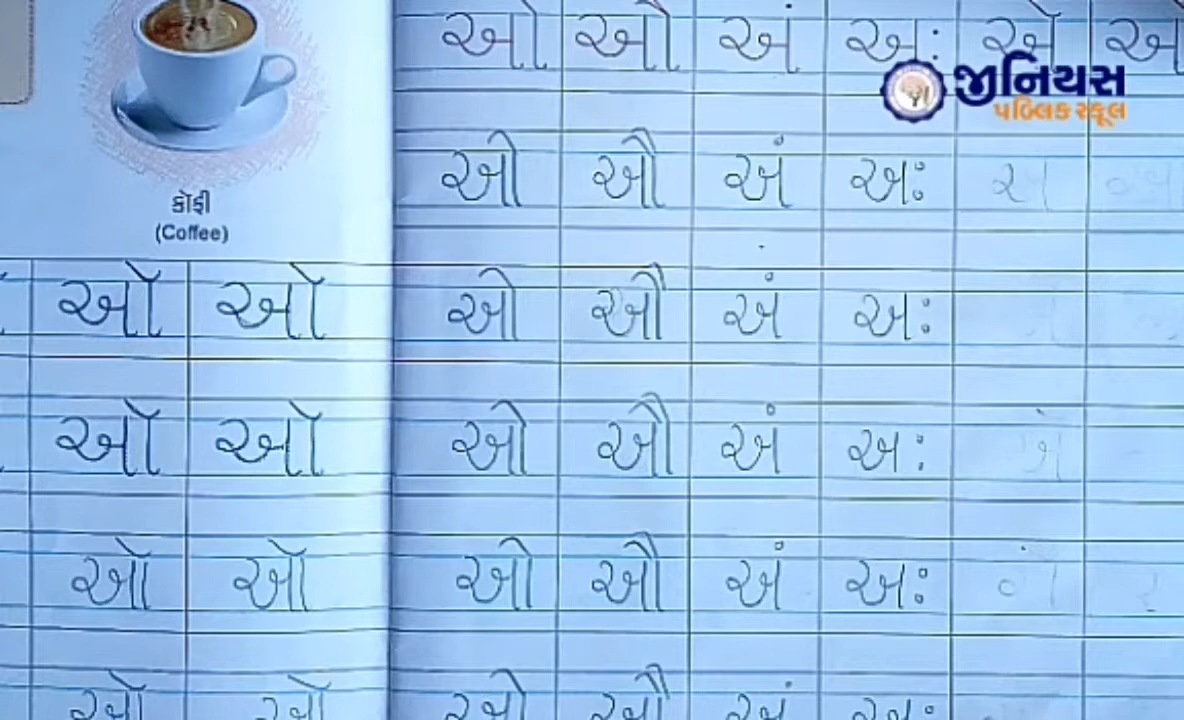 કૉફી
(Coffee)
ઑ ઑ
ઑ ઑ
ઑ ઑ
ઑ ઑ
ઓ ઔ અં અઃ ઍ
ઓ ઔ અં અઃ
ઓ ઔ અં અઃ
ઓ ઔ અં અઃ
ઓ ઔ અં અઃ
ઓ ઔ અં અઃ
જીનિયસ
પબ્લિક સ્કૂલ